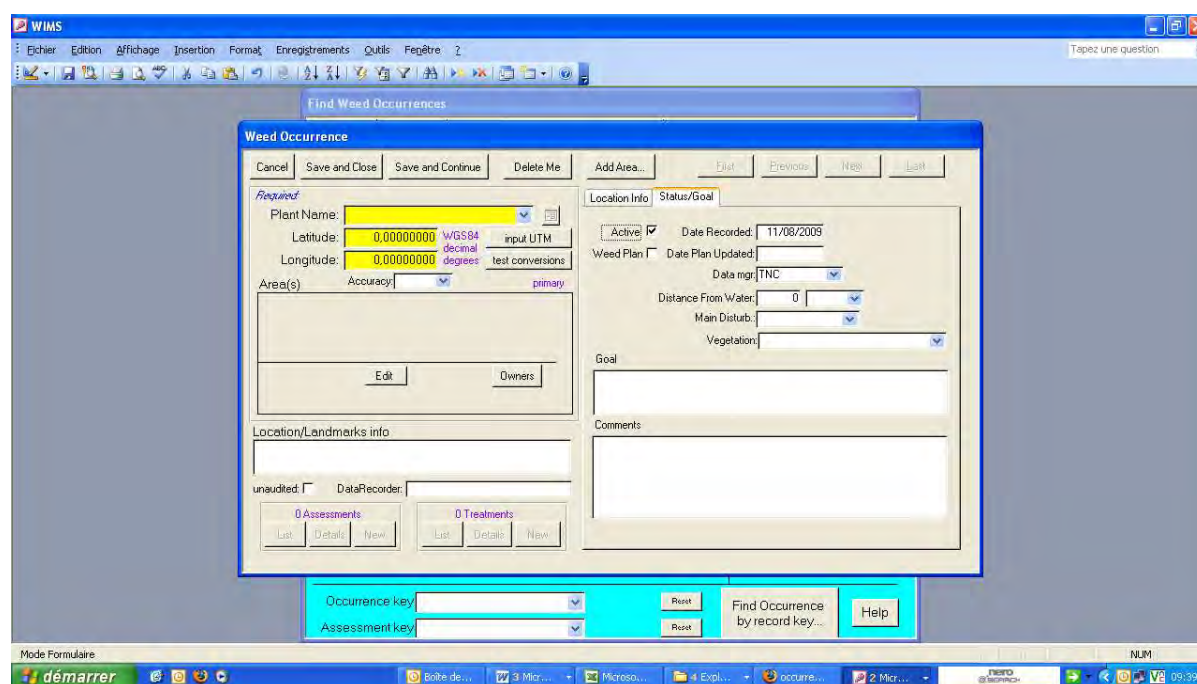 WIMS
Fichier Edition Affichage Insertion Format Enregistrements Outils Fenêtre ?
Tapez une question
Find Weed Occurrences
Weed Occurrence
Cancel Save and Close Save and Continue Delete Me Add Area... First Previous New Last
Required
Plant Name:
Latitude: 0,00000000 WGS84 decimal degrees input UTM
Longitude: 0,00000000 test conversions
Area(s) Accuracy: primary
Edit Owners
Location/Landmarks info
unaudited: DataRecorder:
0 Assessments 0 Treatments
List Details New List Details New
Location Info Status/Goal
Active Date Recorded: 11/08/2009
Weed Plan Date Plan Updated:
Data mgr: TNC
Distance From Water: 0
Main Disturb.:
Vegetation:
Goal
Comments
Occurrence key Reset
Assessment key Reset
Find Occurrence
by record key...
Help
Mode Formulaire NUM
démarrer Boîte de... 3 Micr... Microso... 4 Expl... occurre... 2 Micr... nero 09:39